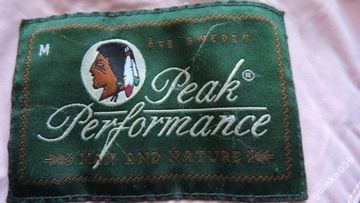 M
ÅRE SWEDEN
Peak®
Performance
MAN AND NATURE